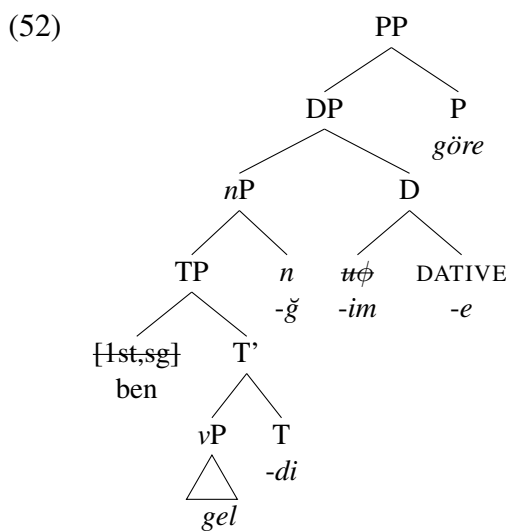 (52) PP
DP P
göre
nP D
TP n uϕ DATIVE
-ğ -im -e
[1st,sg] T’
ben
vP T
-di
gel